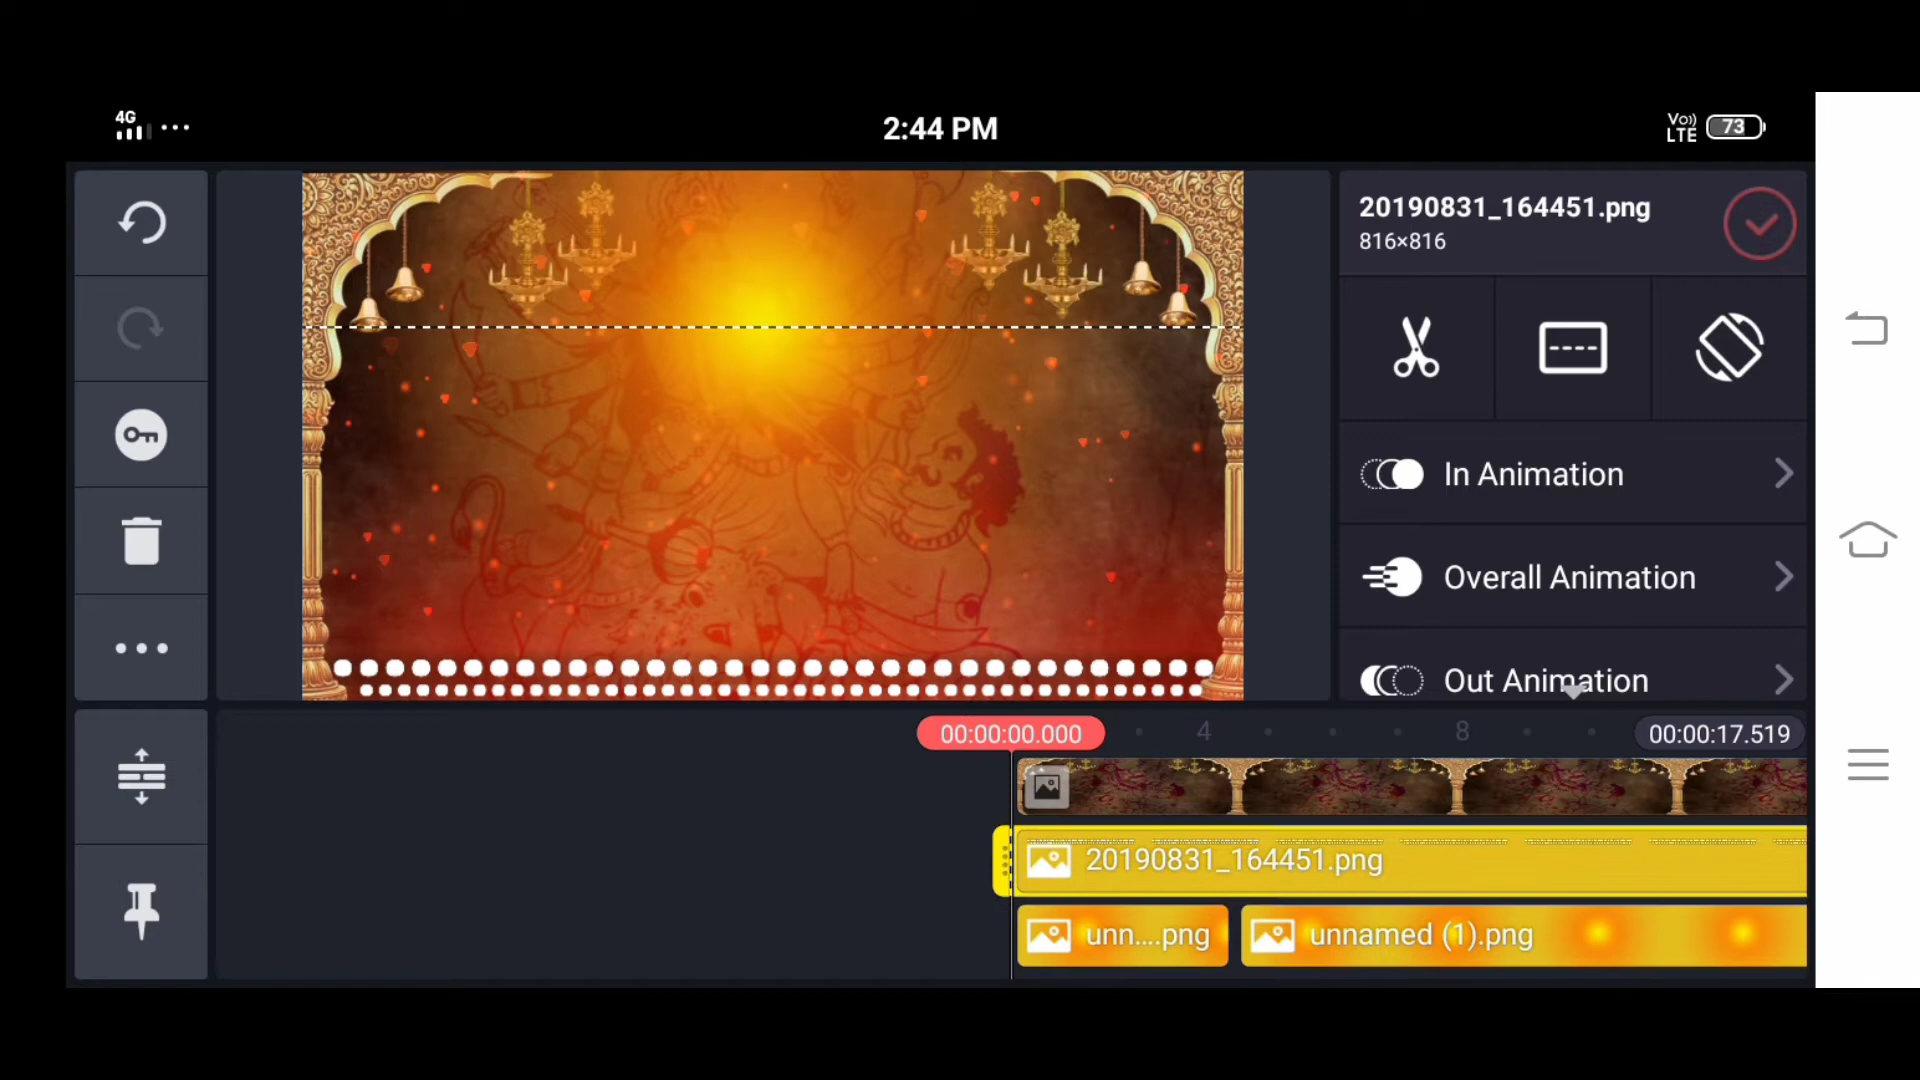 4G
2:44 PM
Vo))
LTE
73
20190831_164451.png
816×816
In Animation
Overall Animation
Out Animation
00:00:00.000
4
8
00:00:17.519
20190831_164451.png
unn....png
unnamed (1).png